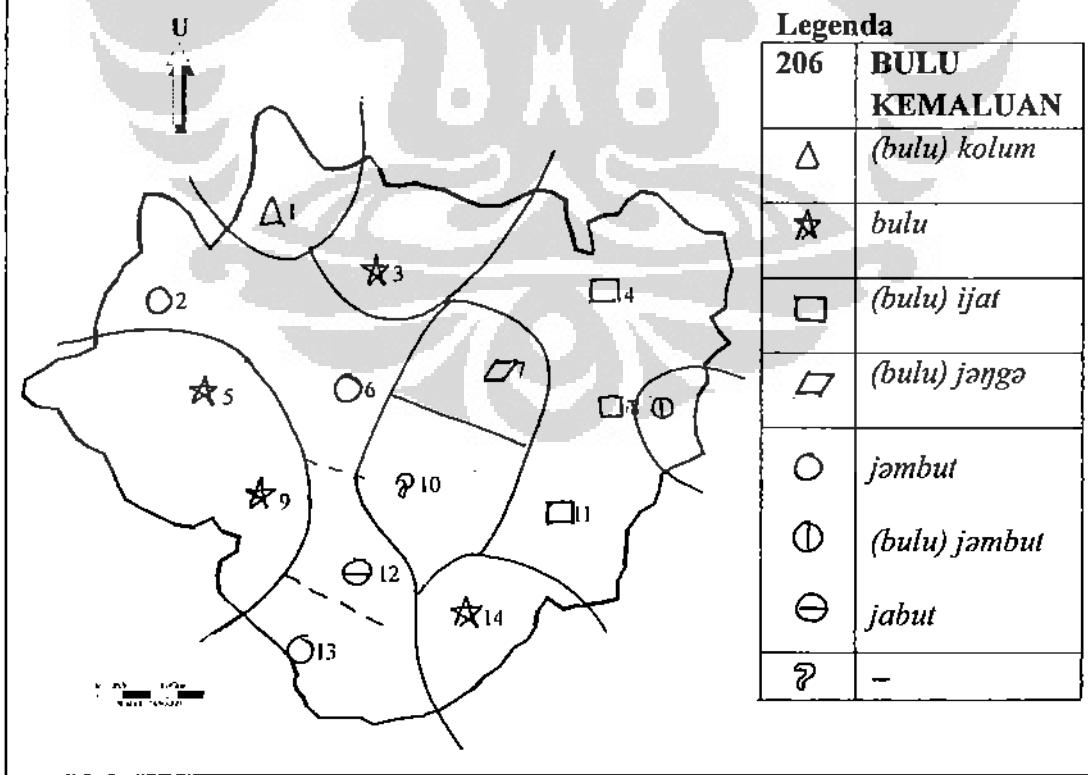 U
1
2
3
4
5
6
7
8
9
10
11
12
13
14
Legenda
206 BULU
KEMALUAN
(bulu) kolum
bulu
(bulu) ijat
(bulu) jəŋgə
jəmbut
(bulu) jəmbut
jabut
–